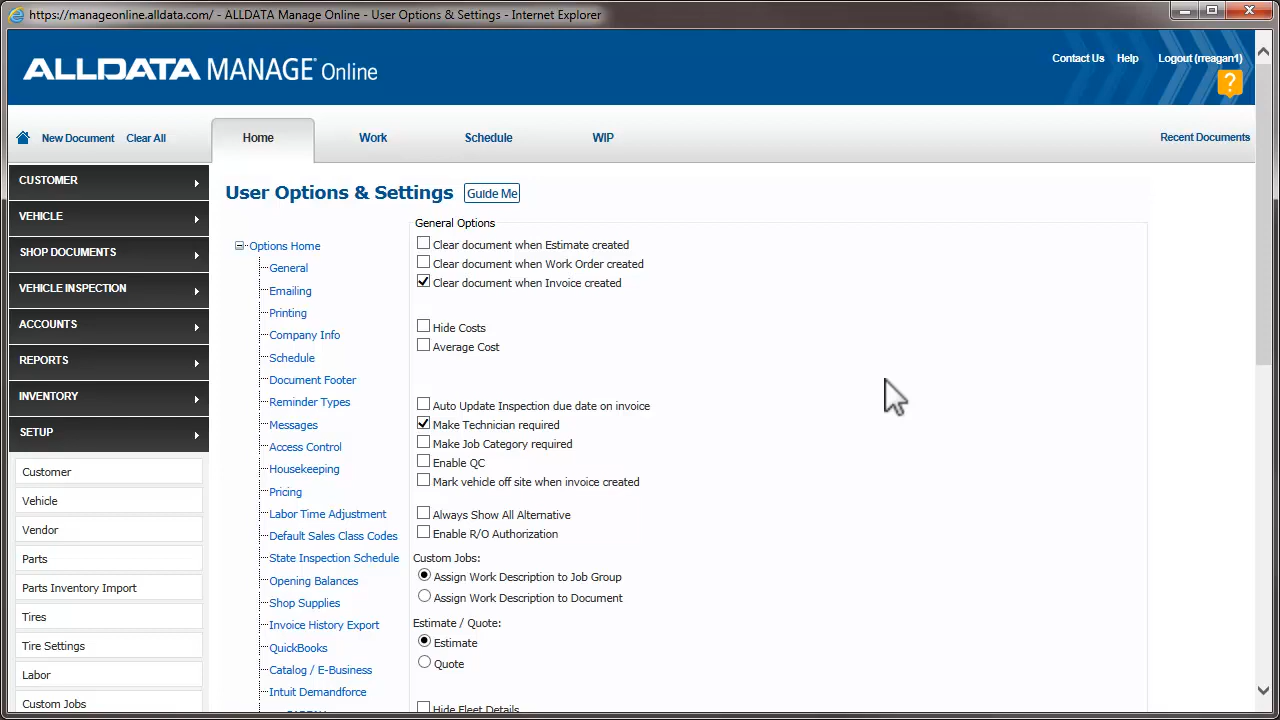 https://manageonline.alldata.com/ - ALLDATA Manage Online - User Options & Settings - Internet Explorer
ALLDATA MANAGE® Online
Contact Us Help Logout (rreagan1)
?
New Document Clear All Home Work Schedule WIP Recent Documents
CUSTOMER
VEHICLE
SHOP DOCUMENTS
VEHICLE INSPECTION
ACCOUNTS
REPORTS
INVENTORY
SETUP
Customer
Vehicle
Vendor
Parts
Parts Inventory Import
Tires
Tire Settings
Labor
Custom Jobs
User Options & Settings Guide Me
Options Home
General
Emailing
Printing
Company Info
Schedule
Document Footer
Reminder Types
Messages
Access Control
Housekeeping
Pricing
Labor Time Adjustment
Default Sales Class Codes
State Inspection Schedule
Opening Balances
Shop Supplies
Invoice History Export
QuickBooks
Catalog / E-Business
Intuit Demandforce
General Options
Clear document when Estimate created
Clear document when Work Order created
Clear document when Invoice created
Hide Costs
Average Cost
Auto Update Inspection due date on invoice
Make Technician required
Make Job Category required
Enable QC
Mark vehicle off site when invoice created
Always Show All Alternative
Enable R/O Authorization
Custom Jobs:
Assign Work Description to Job Group
Assign Work Description to Document
Estimate / Quote:
Estimate
Quote
Hide Fleet Details